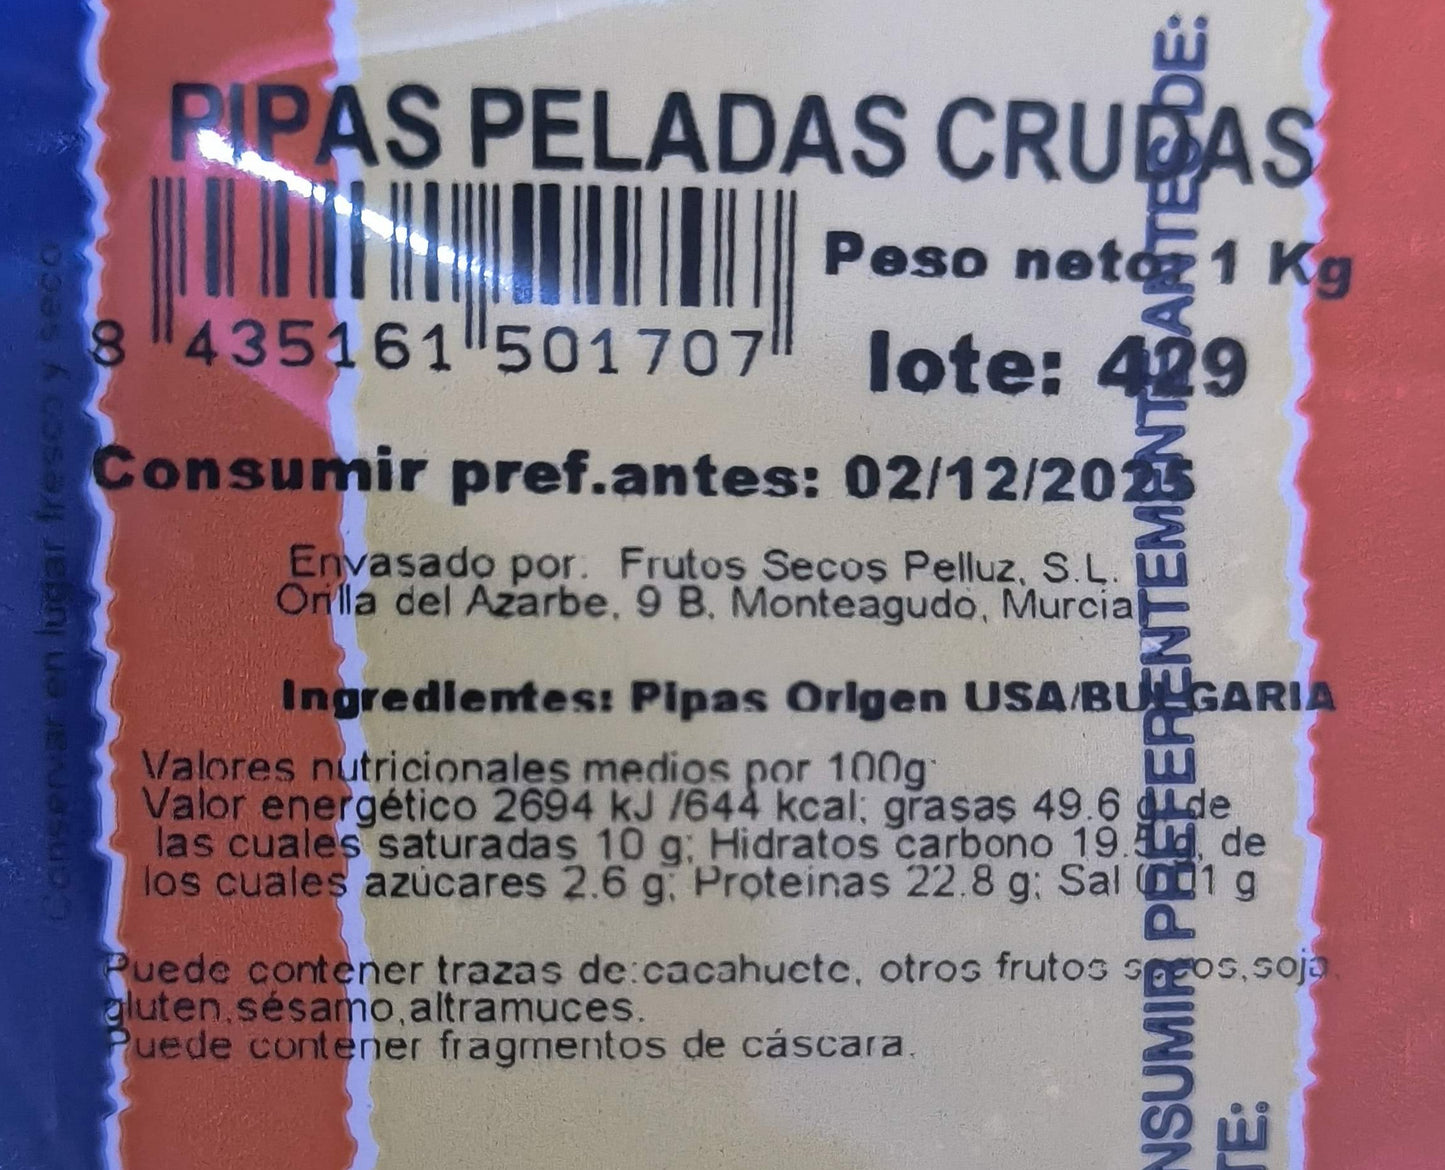 PIPAS PELADAS CRUDAS
8 435161 501707
Peso neto: 1 Kg
lote: 429
Consumir pref.antes: 02/12/2025
Envasado por: Frutos Secos Pelluz, S.L.
Orilla del Azarbe, 9 B, Monteagudo, Murcia
Ingredientes: Pipas Origen USA/BULGARIA
Valores nutricionales medios por 100g
Valor energético 2694 kJ /644 kcal; grasas 49.6 g de
las cuales saturadas 10 g; Hidratos carbono 19.5 g, de
los cuales azúcares 2.6 g; Proteinas 22.8 g; Sal g
Puede contener trazas de:cacahuete, otros frutos secos,soja,
gluten,sésamo,altramuces.
Puede contener fragmentos de cáscara.
NSUMIR PREFERENTEMENTE ANTES DE:
TE:
Conservar en lugar fresco y seco